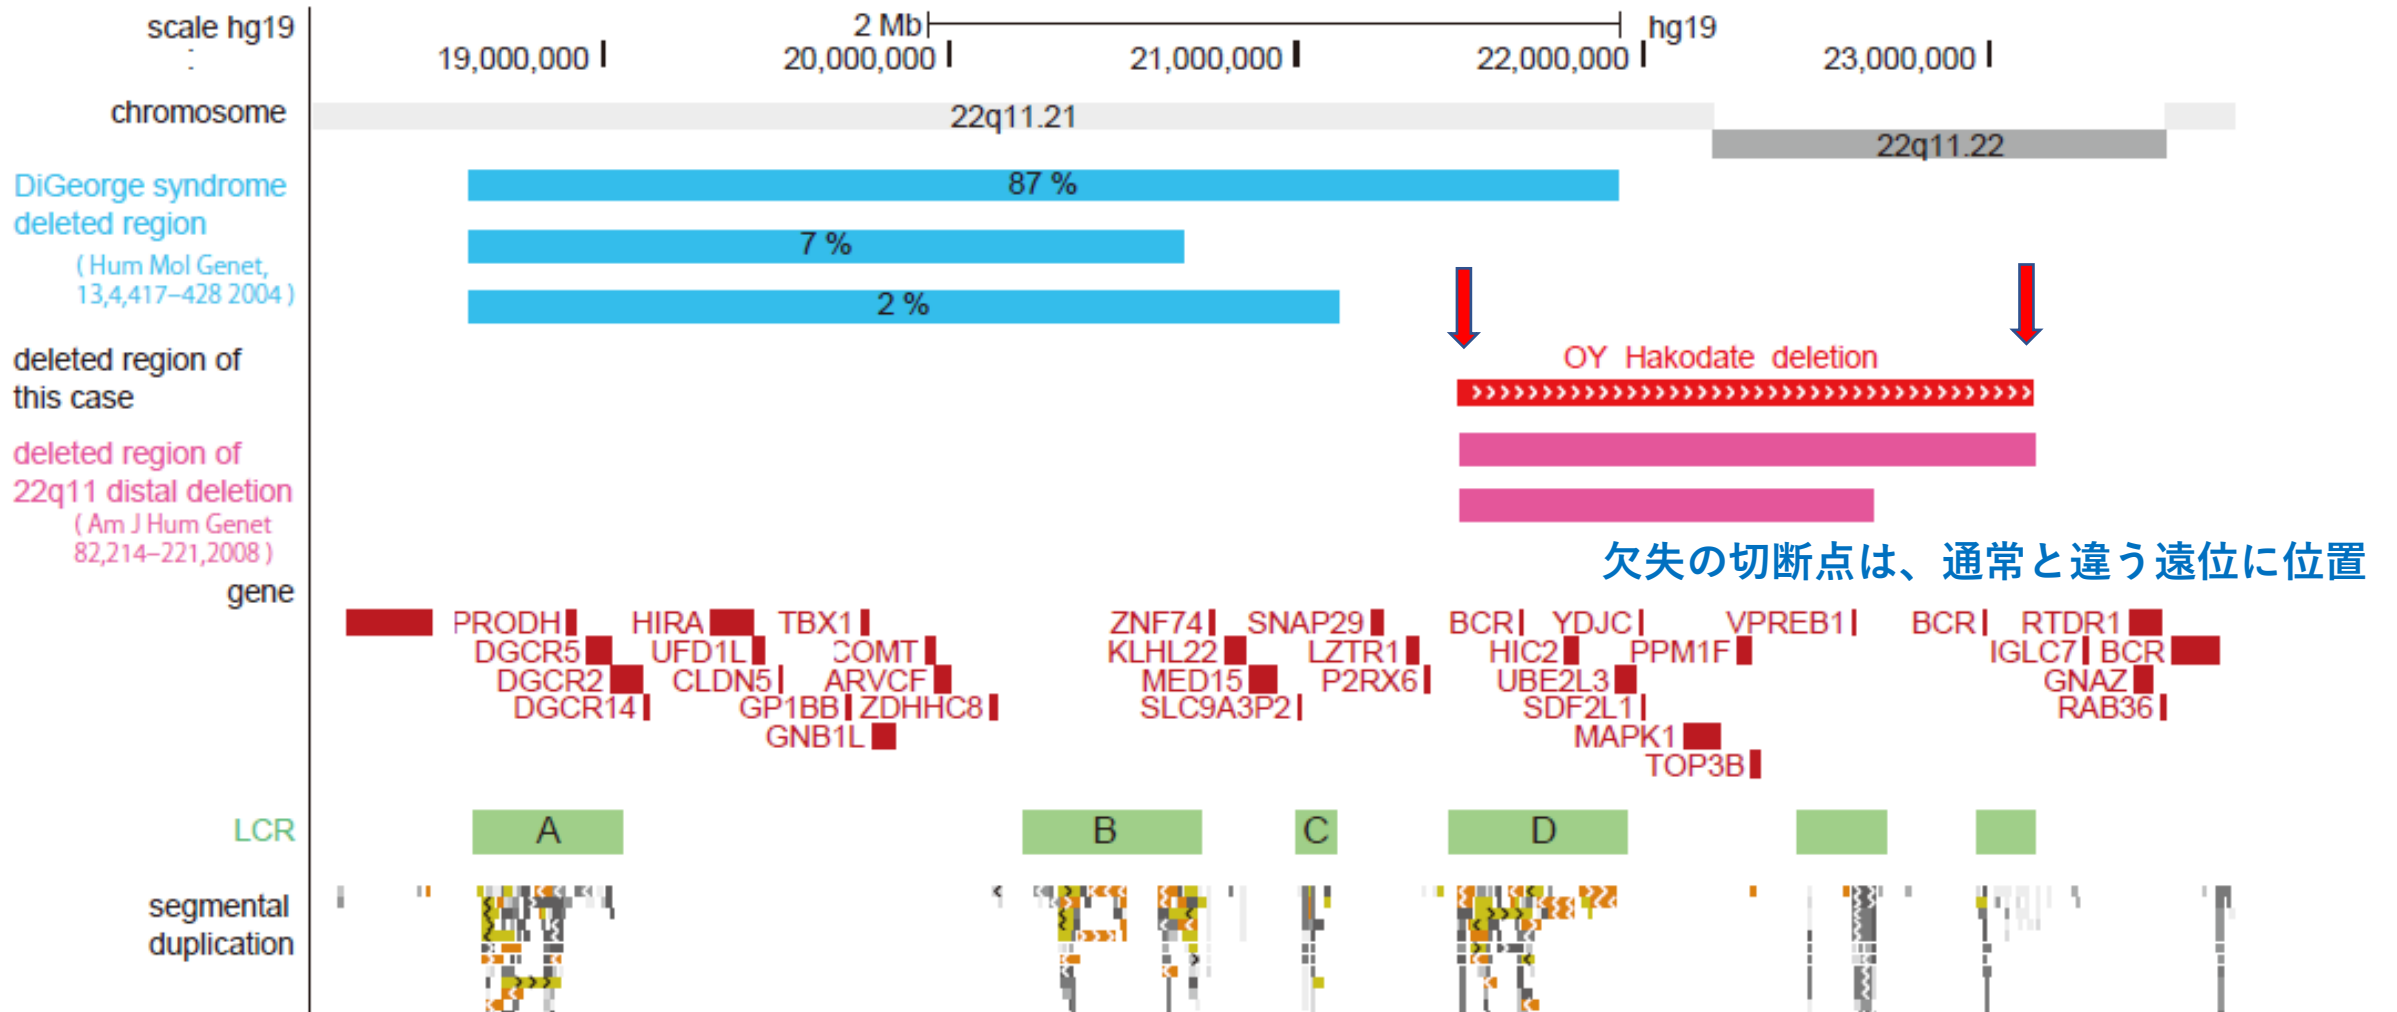 scale hg19
:
2 Mb
hg19
19,000,000
20,000,000
21,000,000
22,000,000
23,000,000
chromosome
22q11.21
22q11.22
DiGeorge syndrome
deleted region
( Hum Mol Genet,
13,4,417–428 2004 )
87 %
7 %
2 %
deleted region of
this case
OY Hakodate deletion
deleted region of
22q11 distal deletion
( Am J Hum Genet
82,214–221,2008 )
欠失の切断点は、通常と違う遠位に位置
gene
PRODH HIRA TBX1 ZNF74 SNAP29 BCR YDJC VPREB1 BCR RTDR1
DGCR5 UFD1L COMT KLHL22 LZTR1 HIC2 PPM1F IGLC7 BCR
DGCR2 CLDN5 ARVCF MED15 P2RX6 UBE2L3 GNAZ
DGCR14 GP1BB ZDHHC8 SLC9A3P2 SDF2L1 RAB36
GNB1L MAPK1
TOP3B
LCR
A B C D
segmental
duplication